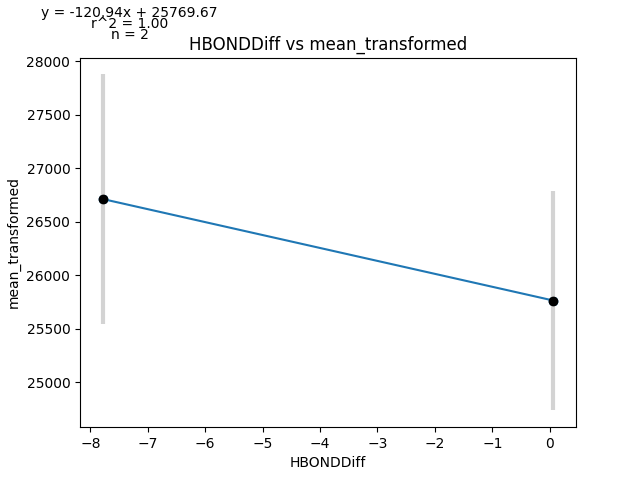 y = -120.94x + 25769.67
r^2 = 1.00
n = 2
HBONDDiff vs mean_transformed
28000
27500
27000
26500
26000
25500
25000
mean_transformed
−8 −7 −6 −5 −4 −3 −2 −1 0
HBONDDiff